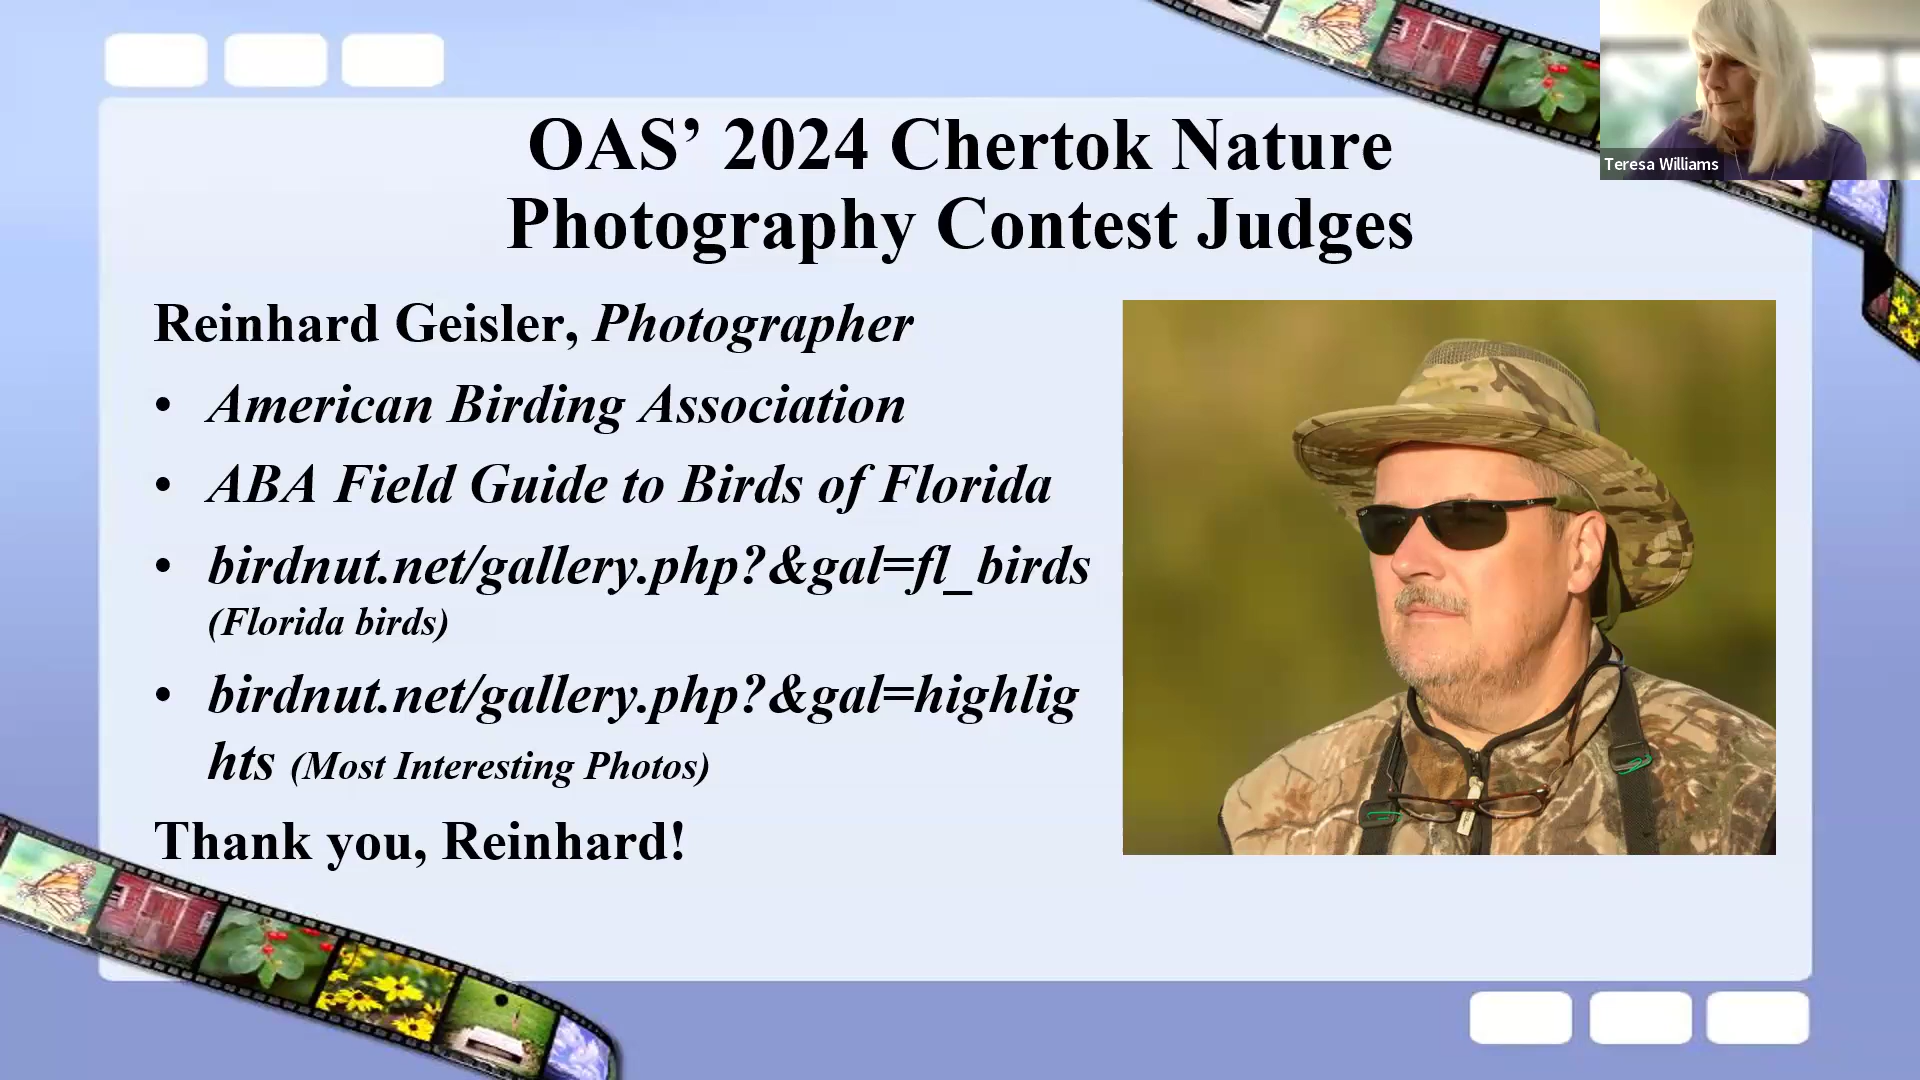 OAS’ 2024 Chertok Nature
Photography Contest Judges
Teresa Williams
Reinhard Geisler, Photographer
• American Birding Association
• ABA Field Guide to Birds of Florida
• birdnut.net/gallery.php?&gal=fl_birds
(Florida birds)
• birdnut.net/gallery.php?&gal=highlig
hts (Most Interesting Photos)
Thank you, Reinhard!